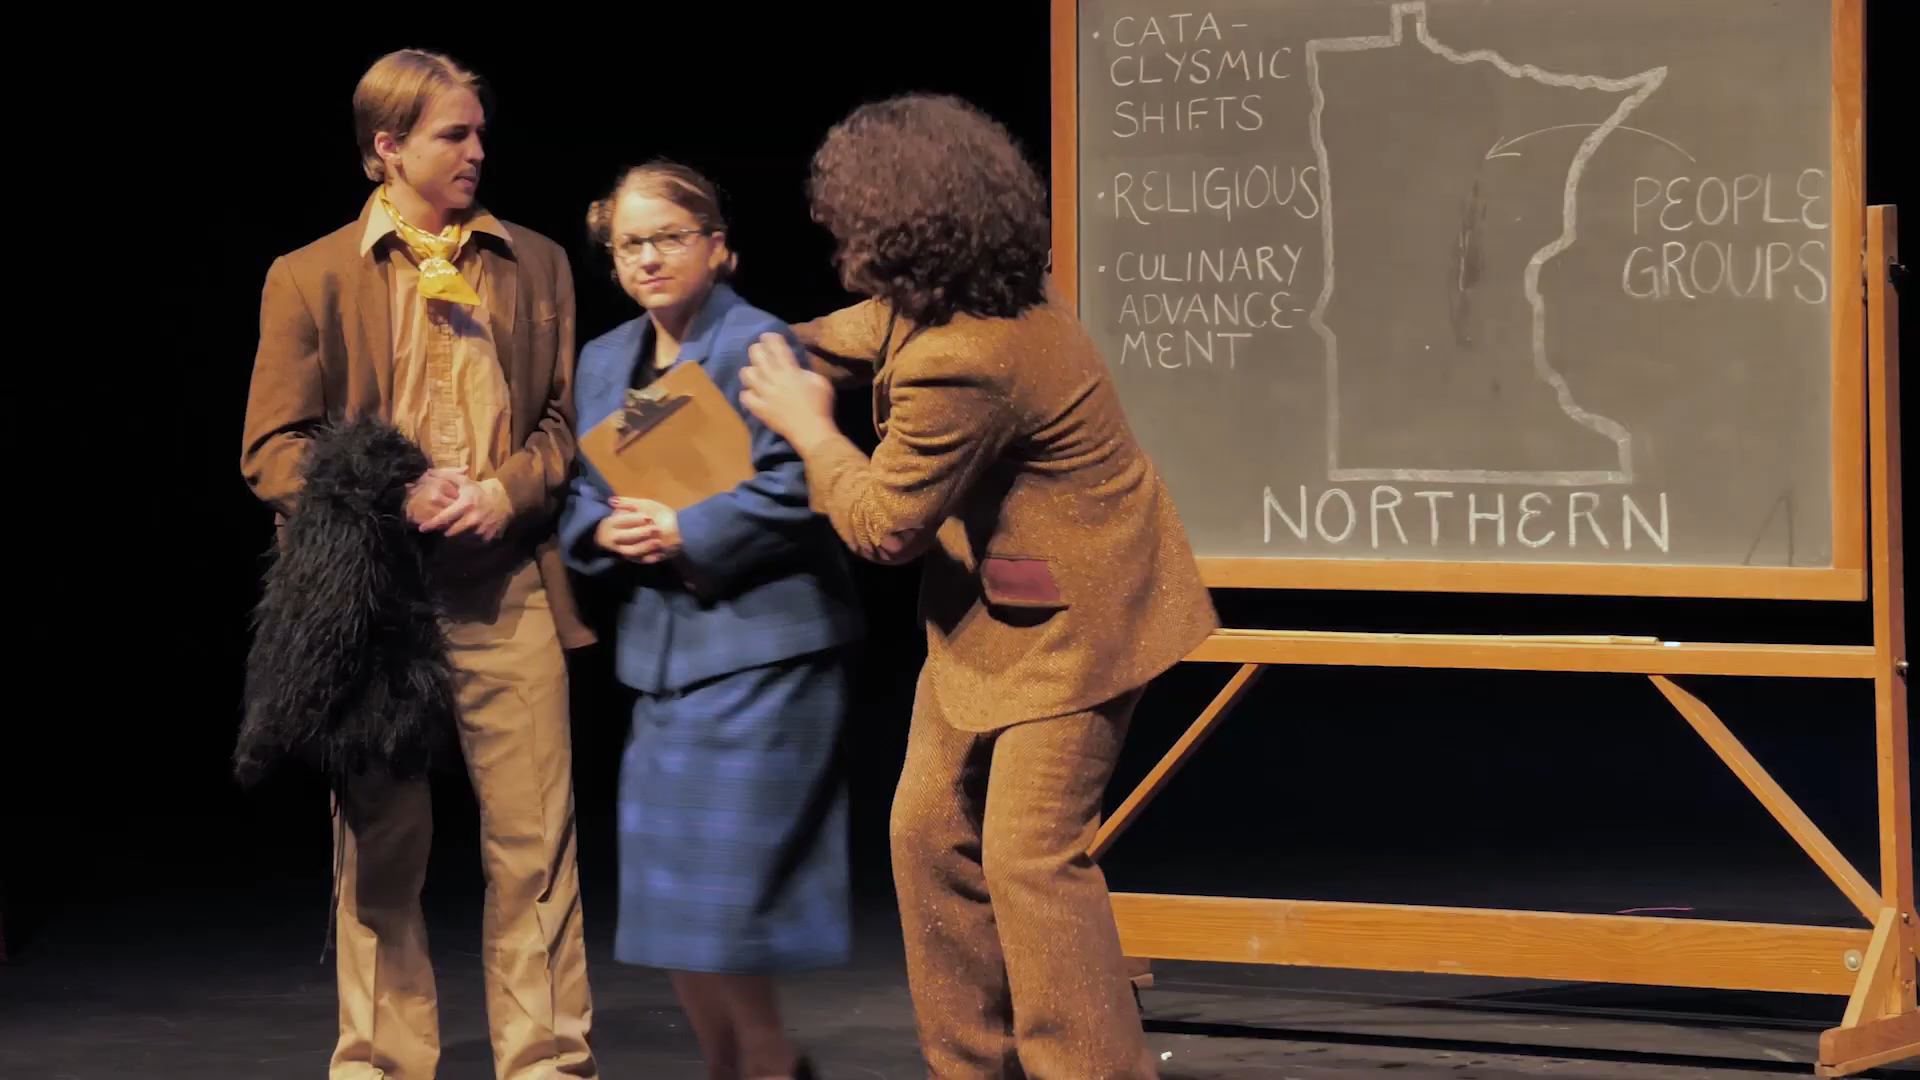 • CATA-
CLYSMIC
SHIFTS
• RELIGIOUS
• CULINARY
ADVANCE-
MENT
PEOPLE
GROUPS
NORTHERN